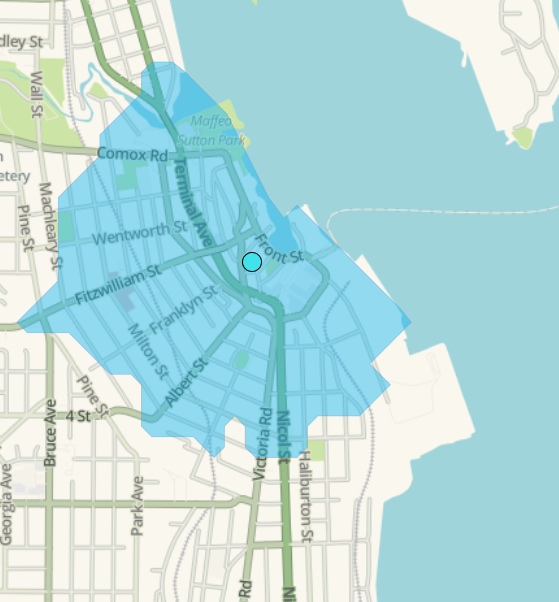 dley St
Wall St
Maffeo
Sutton Park
Comox Rd
etery
Terminal Ave
Machleary St
Pine St
Wentworth St
Front St
Fitzwilliam St
Franklyn St
Milton St
Albert St
Pine St
4 St
Bruce Ave
Victoria Rd
Nicol St
Haliburton St
Georgia Ave
Park Ave
Rd
Ni